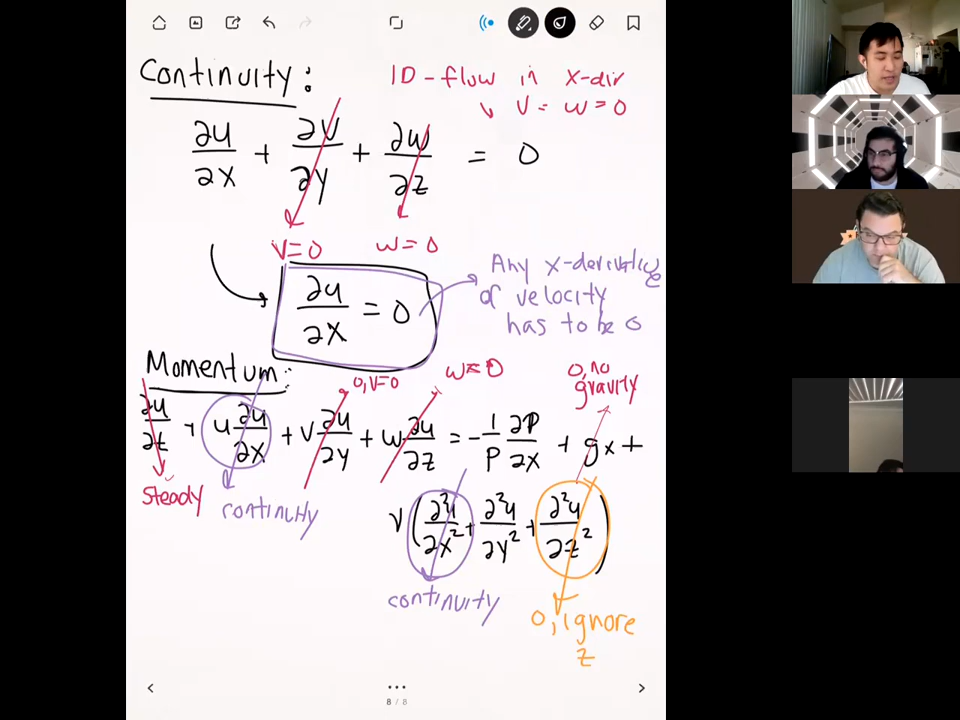 Continuity:
1D-flow in x-dir
↳ V = W = 0
∂u/∂x + ∂V/∂y + ∂W/∂z = 0
V=0 w=0
∂u/∂x = 0
Any x-derivative
of velocity
has to be 0
Momentum:
0, V=0
w=0
0, no
gravity
∂u/∂t + u ∂u/∂x + V ∂u/∂y + w ∂u/∂z = -1/ρ ∂P/∂x + gx +
steady
continuity
ν(∂²u/∂x² + ∂²u/∂y² + ∂²u/∂z²)
continuity
0, ignore
z
8 / 8